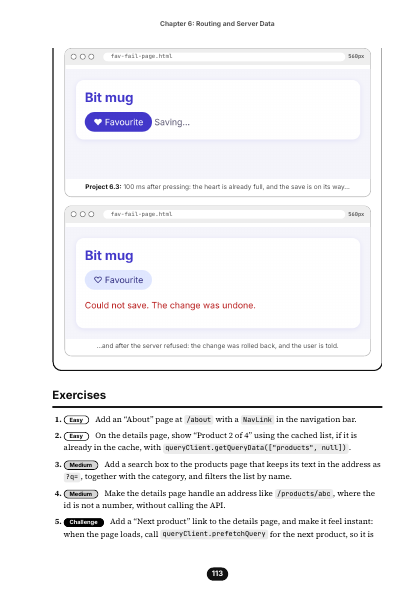 Chapter 6: Routing and Server Data
fav-fail-page.html 560px
Bit mug
♥ Favourite Saving...
Project 6.3: 100 ms after pressing: the heart is already full, and the save is on its way...
fav-fail-page.html 560px
Bit mug
♡ Favourite
Could not save. The change was undone.
...and after the server refused: the change was rolled back, and the user is told.
Exercises
1. Easy Add an “About” page at /about with a NavLink in the navigation bar.
2. Easy On the details page, show “Product 2 of 4” using the cached list, if it is
already in the cache, with queryClient.getQueryData(["products", null]).
3. Medium Add a search box to the products page that keeps its text in the address as
?q=, together with the category, and filters the list by name.
4. Medium Make the details page handle an address like /products/abc, where the
id is not a number, without calling the API.
5. Challenge Add a “Next product” link to the details page, and make it feel instant:
when the page loads, call queryClient.prefetchQuery for the next product, so it is
113